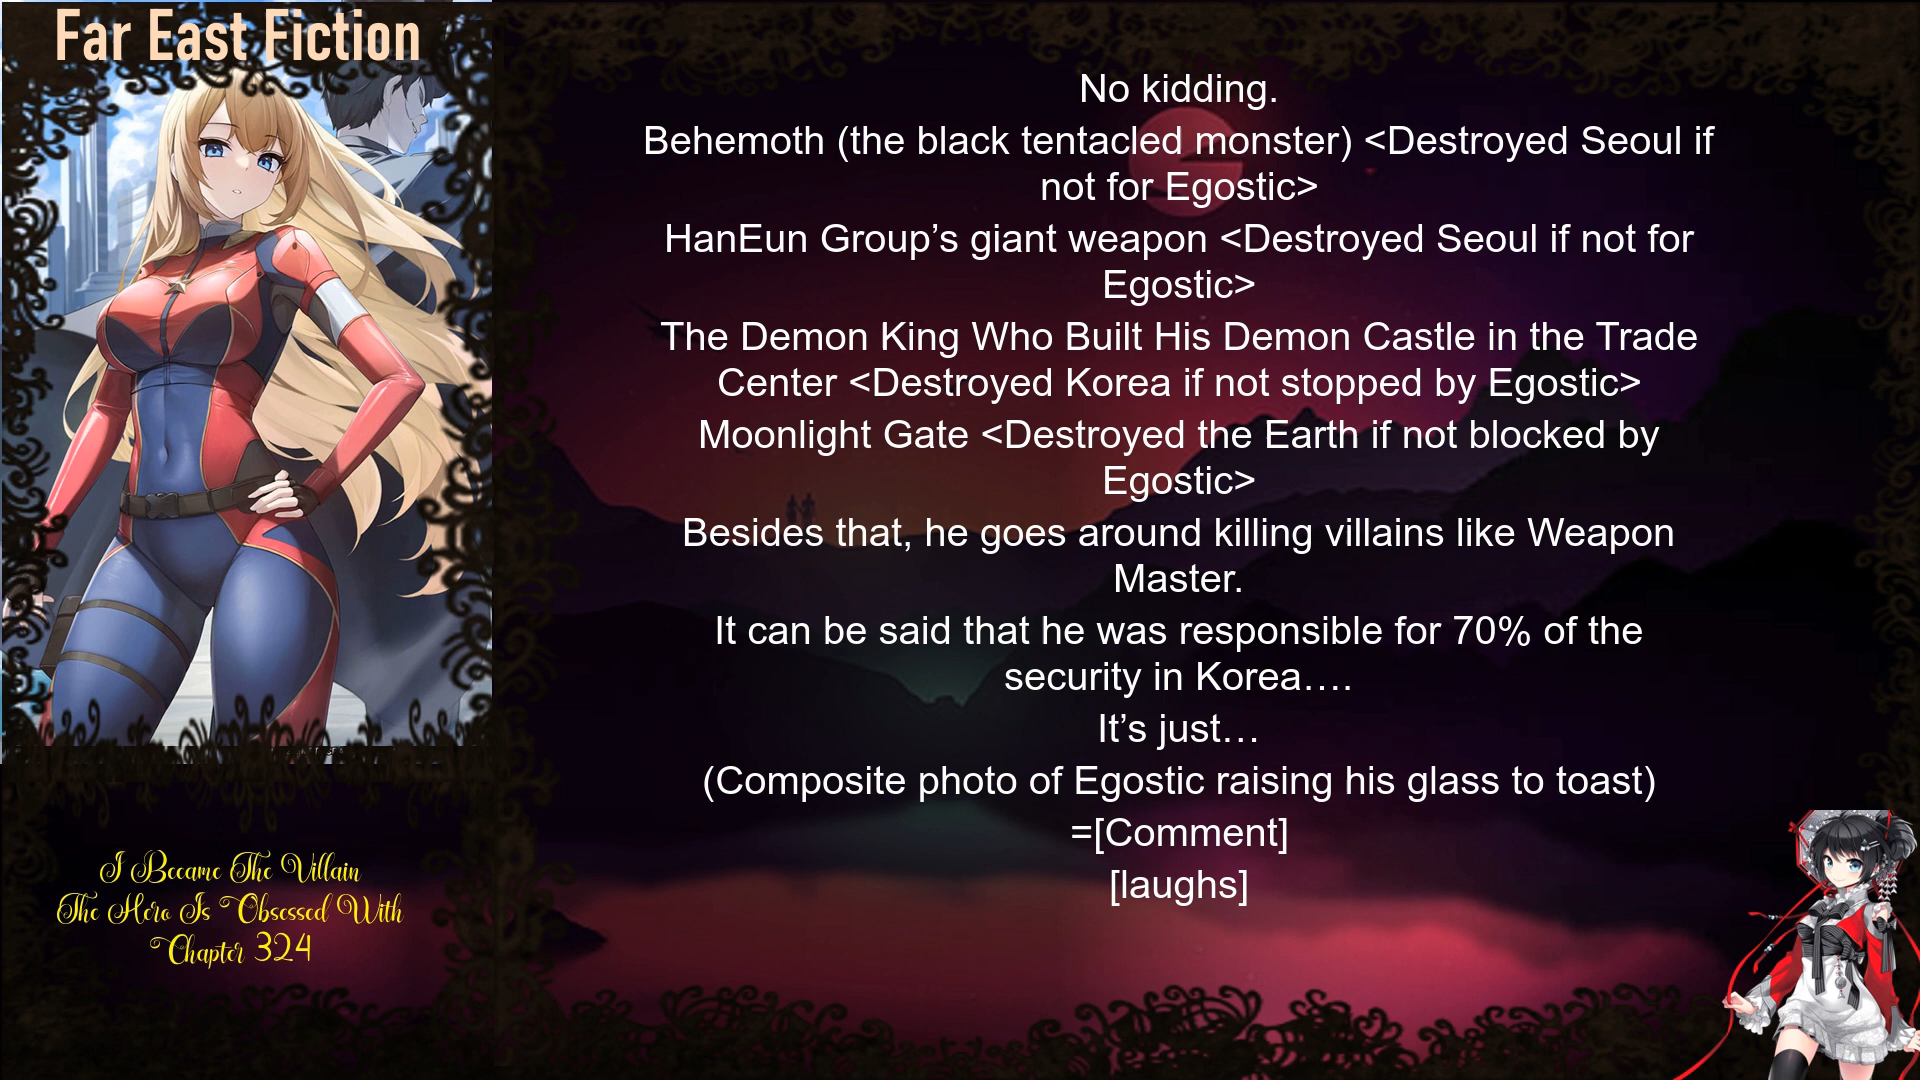 Far East Fiction
No kidding.
Behemoth (the black tentacled monster) <Destroyed Seoul if
not for Egostic>
HanEun Group’s giant weapon <Destroyed Seoul if not for
Egostic>
The Demon King Who Built His Demon Castle in the Trade
Center <Destroyed Korea if not stopped by Egostic>
Moonlight Gate <Destroyed the Earth if not blocked by
Egostic>
Besides that, he goes around killing villains like Weapon
Master.
It can be said that he was responsible for 70% of the
security in Korea….
It’s just…
(Composite photo of Egostic raising his glass to toast)
=[Comment]
[laughs]
I Became The Villain
The Hero Is Obsessed With
Chapter 324